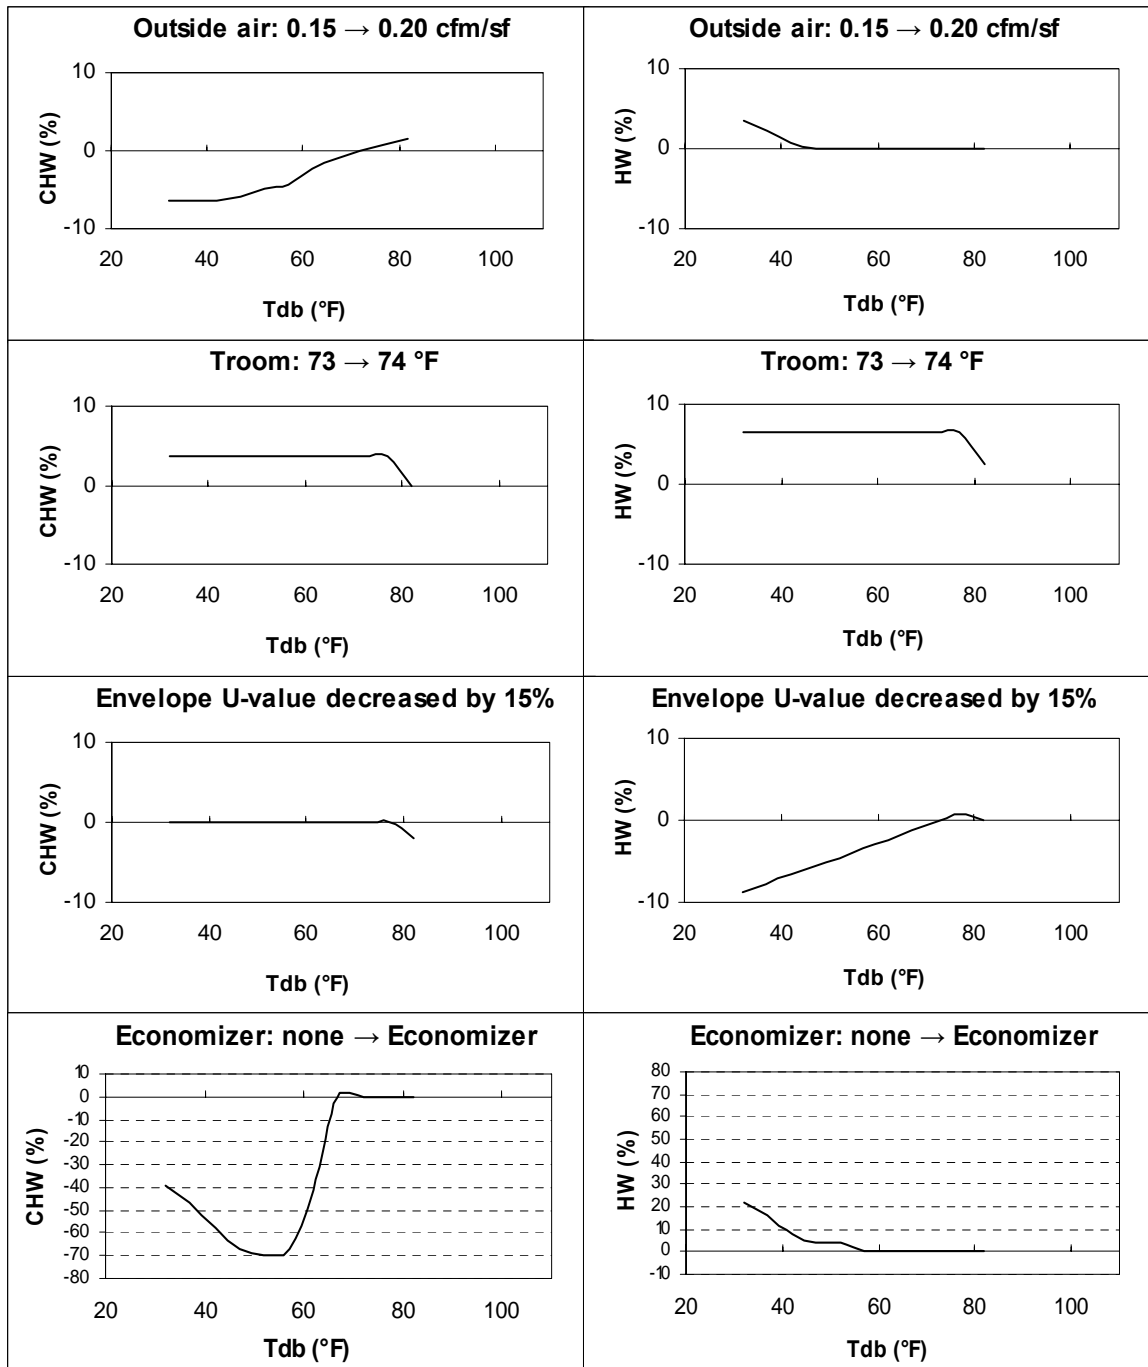 Outside air: 0.15 → 0.20 cfm/sf
10
0
-10
CHW (%)
20 40 60 80 100
Tdb (°F)
Outside air: 0.15 → 0.20 cfm/sf
10
0
-10
HW (%)
20 40 60 80 100
Tdb (°F)
Troom: 73 → 74 °F
10
0
-10
CHW (%)
20 40 60 80 100
Tdb (°F)
Troom: 73 → 74 °F
10
0
-10
HW (%)
20 40 60 80 100
Tdb (°F)
Envelope U-value decreased by 15%
10
0
-10
CHW (%)
20 40 60 80 100
Tdb (°F)
Envelope U-value decreased by 15%
10
0
-10
HW (%)
20 40 60 80 100
Tdb (°F)
Economizer: none → Economizer
10
0
-10
-20
-30
-40
-50
-60
-70
-80
CHW (%)
20 40 60 80 100
Tdb (°F)
Economizer: none → Economizer
80
70
60
50
40
30
20
10
0
-10
HW (%)
20 40 60 80 100
Tdb (°F)